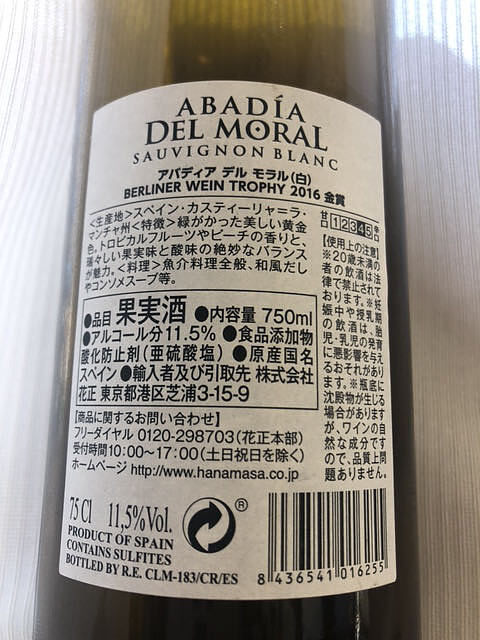 ABADÍA
DEL MORAL
SAUVIGNON BLANC
アバディア デル モラル(白)
BERLINER WEIN TROPHY 2016 金賞
<生産地>スペイン・カスティーリャ=ラ・
マンチャ州<特徴>緑がかった美しい黄金
色。トロピカルフルーツやピーチの香りと、
瑞々しい果実味と酸味の絶妙なバランス
が魅力。<料理>魚介料理全般、和風だし
やコンソメスープ等。
甘口 1 2 3 4 5 辛口
【使用上の注意】
※20歳未満の
者の飲酒は法
律で禁止されて
おります。※妊
娠中や授乳期
の飲酒は、胎
児・乳児の発育
に悪影響を与え
るおそれがあり
ます。※瓶底に
沈殿物が生じる
場合があります
が、ワインの自
然な成分ですの
で、品質上問
題ありません。
●品目 果実酒 ●内容量 750ml
●アルコール分11.5% ●食品添加物
酸化防止剤(亜硫酸塩) ●原産国名
スペイン ●輸入者及び引取先 株式会社
花正 東京都港区芝浦3-15-9
【商品に関するお問い合わせ】
フリーダイヤル 0120-298703(花正本部)
受付時間10:00~17:00(土日祝日を除く)
ホームページ http://www.hanamasa.co.jp
75 Cl 11,5%Vol.
®
PRODUCT OF SPAIN
CONTAINS SULFITES
BOTTLED BY R.E. CLM-183/CR/ES
8 436541 016255